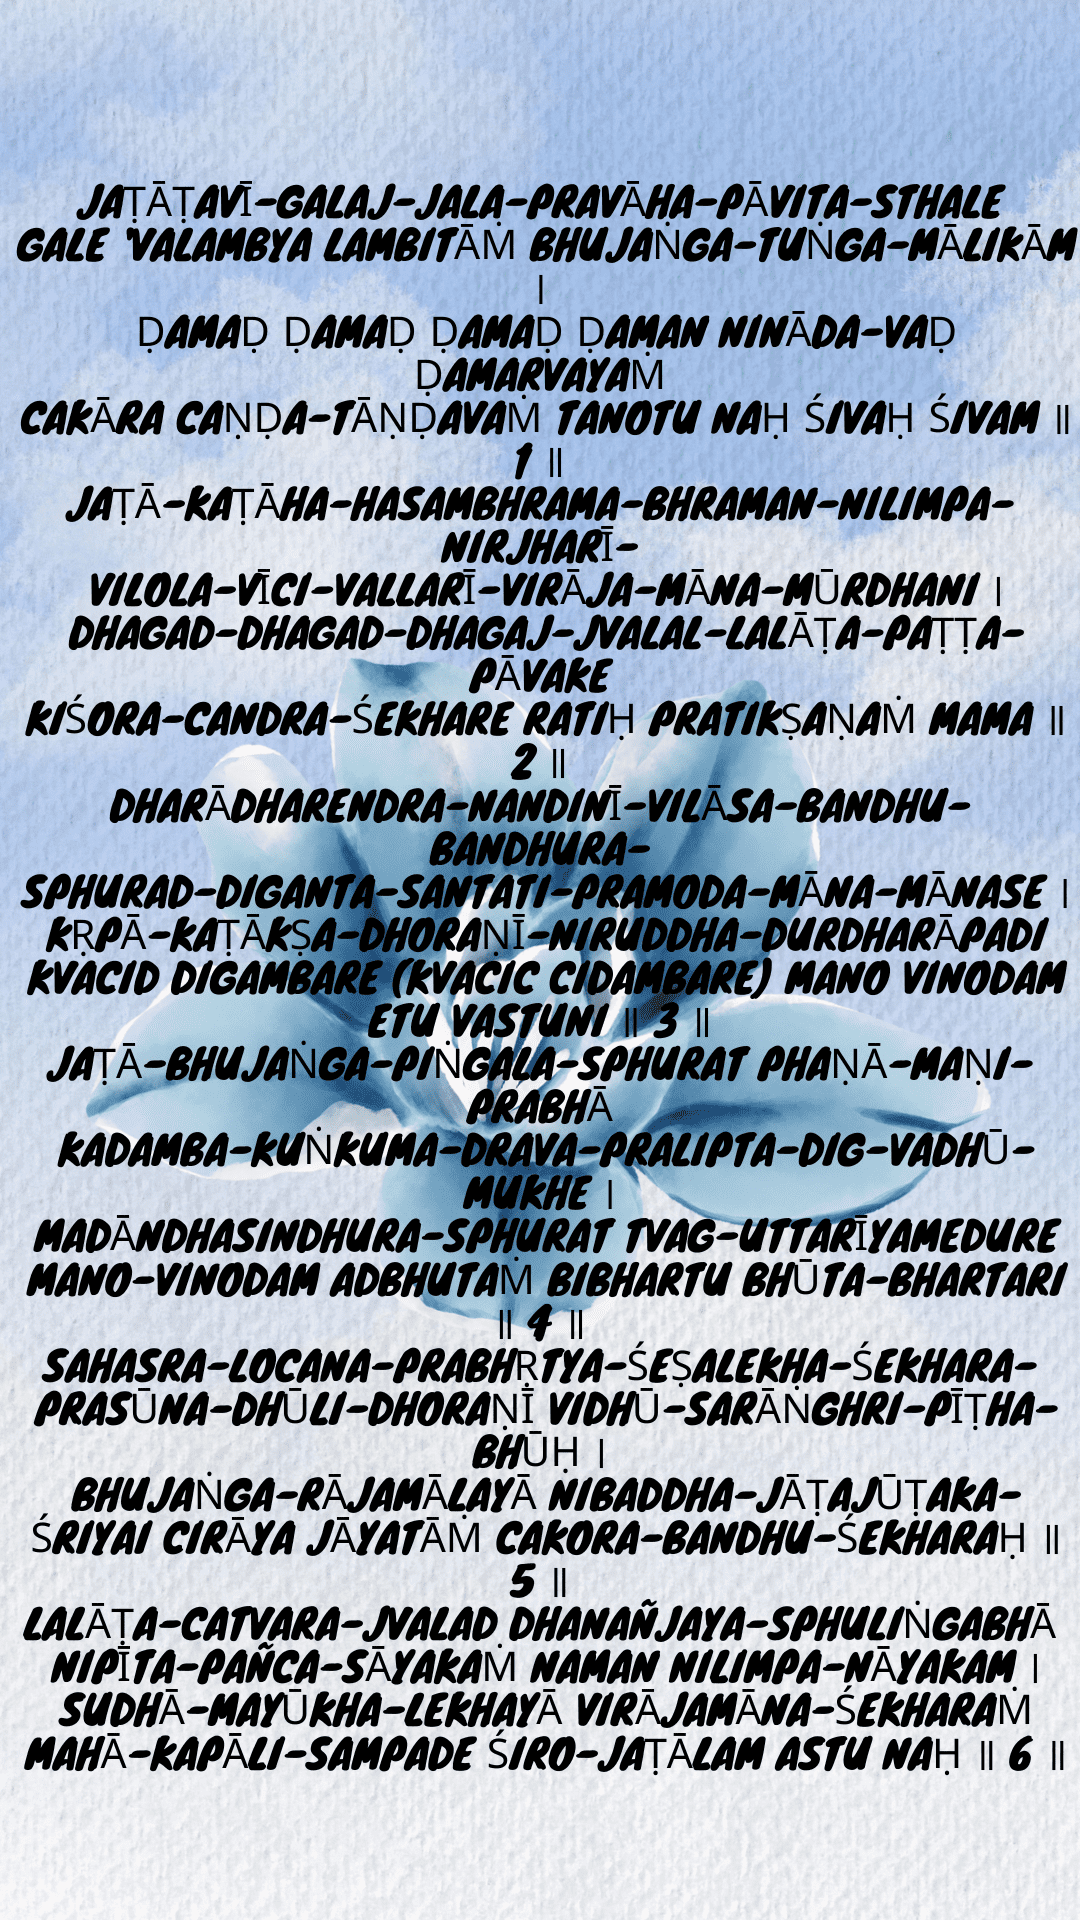 JAṬĀṬAVĪ-GALAJ-JALA-PRAVĀHA-PĀVITA-STHALE
GALE 'VALAMBYA LAMBITĀṀ BHUJAṄGA-TUṄGA-MĀLIKĀM
|
ḌAMAḌ ḌAMAḌ ḌAMAḌ ḌAMAN NINĀDA-VAḌ
ḌAMARVAYAṀ
CAKĀRA CAṆḌA-TĀṆḌAVAṀ TANOTU NAḤ ŚIVAḤ ŚIVAM ||
1 ||
JAṬĀ-KAṬĀHA-HASAMBHRAMA-BHRAMAN-NILIMPA-
NIRJHARĪ-
VILOLA-VĪCI-VALLARĪ-VIRĀJA-MĀNA-MŪRDHANI |
DHAGAD-DHAGAD-DHAGAJ-JVALAL-LALĀṬA-PAṬṬA-
PĀVAKE
KIŚORA-CANDRA-ŚEKHARE RATIḤ PRATIKṢAṆAṀ MAMA ||
2 ||
DHARĀDHARENDRA-NANDINĪ-VILĀSA-BANDHU-
BANDHURA-
SPHURAD-DIGANTA-SANTATI-PRAMODA-MĀNA-MĀNASE |
KṚPĀ-KAṬĀKṢA-DHORAṆĪ-NIRUDDHA-DURDHARĀPADI
KVACID DIGAMBARE (KVACIC CIDAMBARE) MANO VINODAM
ETU VASTUNI || 3 ||
JAṬĀ-BHUJAṄGA-PIṄGALA-SPHURAT PHAṆĀ-MAṆI-
PRABHĀ
KADAMBA-KUṄKUMA-DRAVA-PRALIPTA-DIG-VADHŪ-
MUKHE |
MADĀNDHASINDHURA-SPHURAT TVAG-UTTARĪYAMEDURE
MANO-VINODAM ADBHUTAṀ BIBHARTU BHŪTA-BHARTARI
|| 4 ||
SAHASRA-LOCANA-PRABHṚTYA-ŚEṢALEKHA-ŚEKHARA-
PRASŪNA-DHŪLI-DHORAṆĪ VIDHŪ-SARĀṄGHRI-PĪṬHA-
BHŪḤ |
BHUJAṄGA-RĀJAMĀLAYĀ NIBADDHA-JĀṬAJŪṬAKA-
ŚRIYAI CIRĀYA JĀYATĀṀ CAKORA-BANDHU-ŚEKHARAḤ ||
5 ||
LALĀṬA-CATVARA-JVALAD DHANAÑJAYA-SPHULIṄGABHĀ
NIPĪTA-PAÑCA-SĀYAKAṀ NAMAN NILIMPA-NĀYAKAM |
SUDHĀ-MAYŪKHA-LEKHAYĀ VIRĀJAMĀNA-ŚEKHARAṀ
MAHĀ-KAPĀLI-SAMPADE ŚIRO-JAṬĀLAM ASTU NAḤ || 6 ||